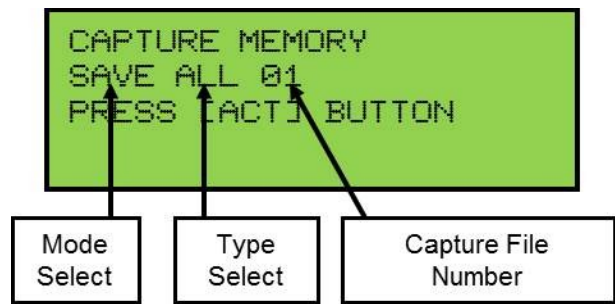 CAPTURE MEMORY
SAVE ALL 01
PRESS [ACT] BUTTON
Mode
Select
Type
Select
Capture File
Number